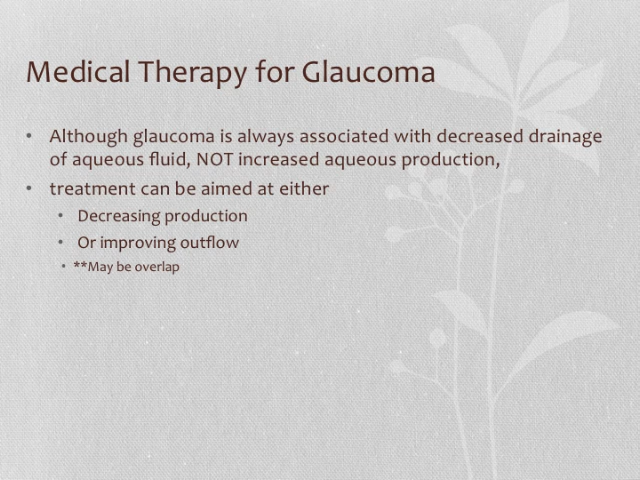 Medical Therapy for Glaucoma
• Although glaucoma is always associated with decreased drainage
of aqueous fluid, NOT increased aqueous production,
• treatment can be aimed at either
• Decreasing production
• Or improving outflow
• **May be overlap